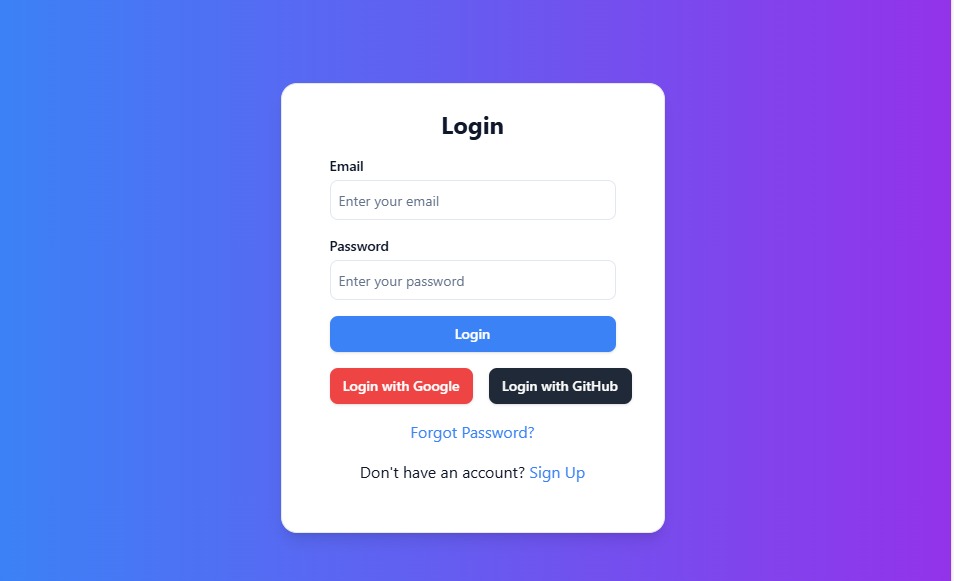 Login
Email
Enter your email
Password
Enter your password
Login
Login with Google
Login with GitHub
Forgot Password?
Don't have an account? Sign Up